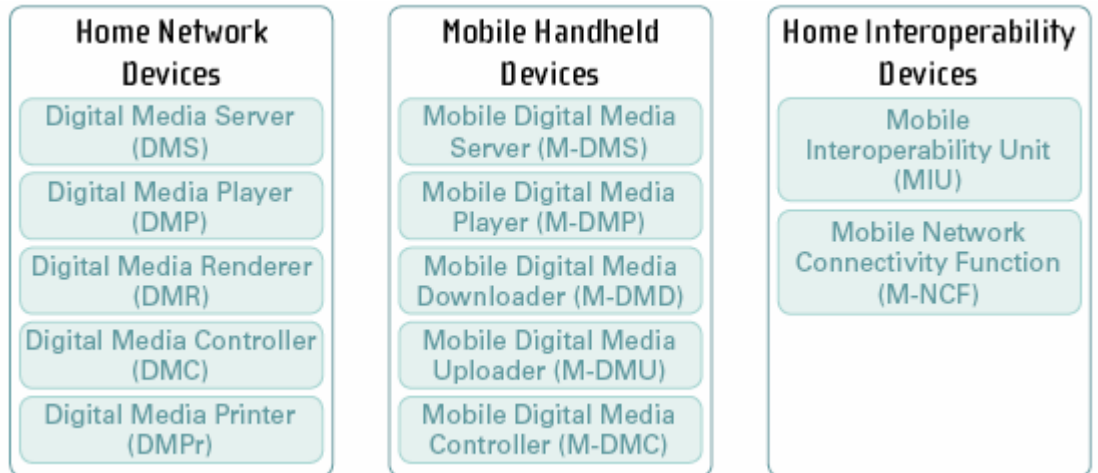 Home Network
Devices
Digital Media Server
(DMS)
Digital Media Player
(DMP)
Digital Media Renderer
(DMR)
Digital Media Controller
(DMC)
Digital Media Printer
(DMPr)
Mobile Handheld
Devices
Mobile Digital Media
Server (M-DMS)
Mobile Digital Media
Player (M-DMP)
Mobile Digital Media
Downloader (M-DMD)
Mobile Digital Media
Uploader (M-DMU)
Mobile Digital Media
Controller (M-DMC)
Home Interoperability
Devices
Mobile
Interoperability Unit
(MIU)
Mobile Network
Connectivity Function
(M-NCF)